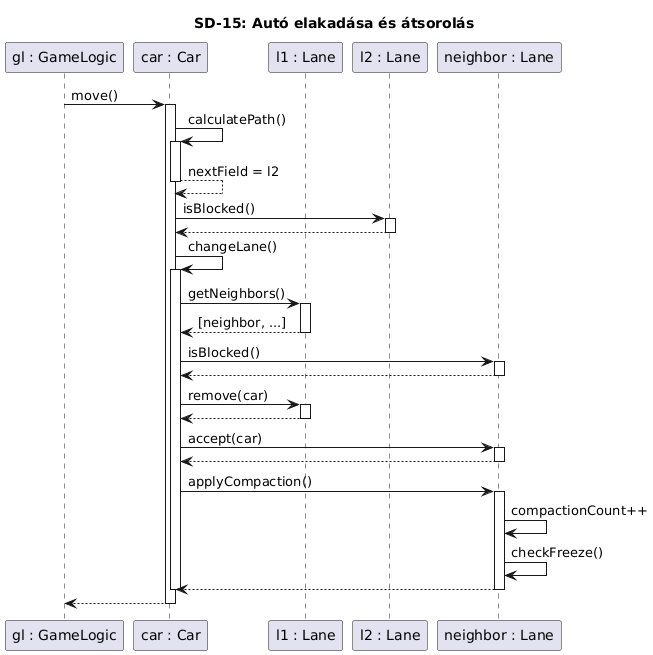 SD-15: Autó elakadása és átsorolás
gl : GameLogic
car : Car
l1 : Lane
l2 : Lane
neighbor : Lane
move()
calculatePath()
nextField = l2
isBlocked()
changeLane()
getNeighbors()
[neighbor, ...]
isBlocked()
remove(car)
accept(car)
applyCompaction()
compactionCount++
checkFreeze()
gl : GameLogic
car : Car
l1 : Lane
l2 : Lane
neighbor : Lane